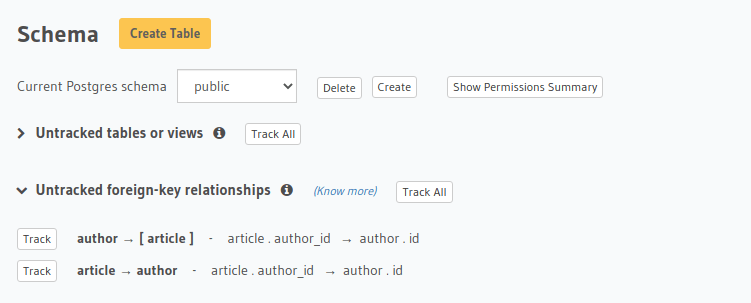 Schema Create Table
Current Postgres schema public Delete Create Show Permissions Summary
Untracked tables or views Track All
Untracked foreign-key relationships (Know more) Track All
Track author → [ article ] - article . author_id → author . id
Track article → author - article . author_id → author . id